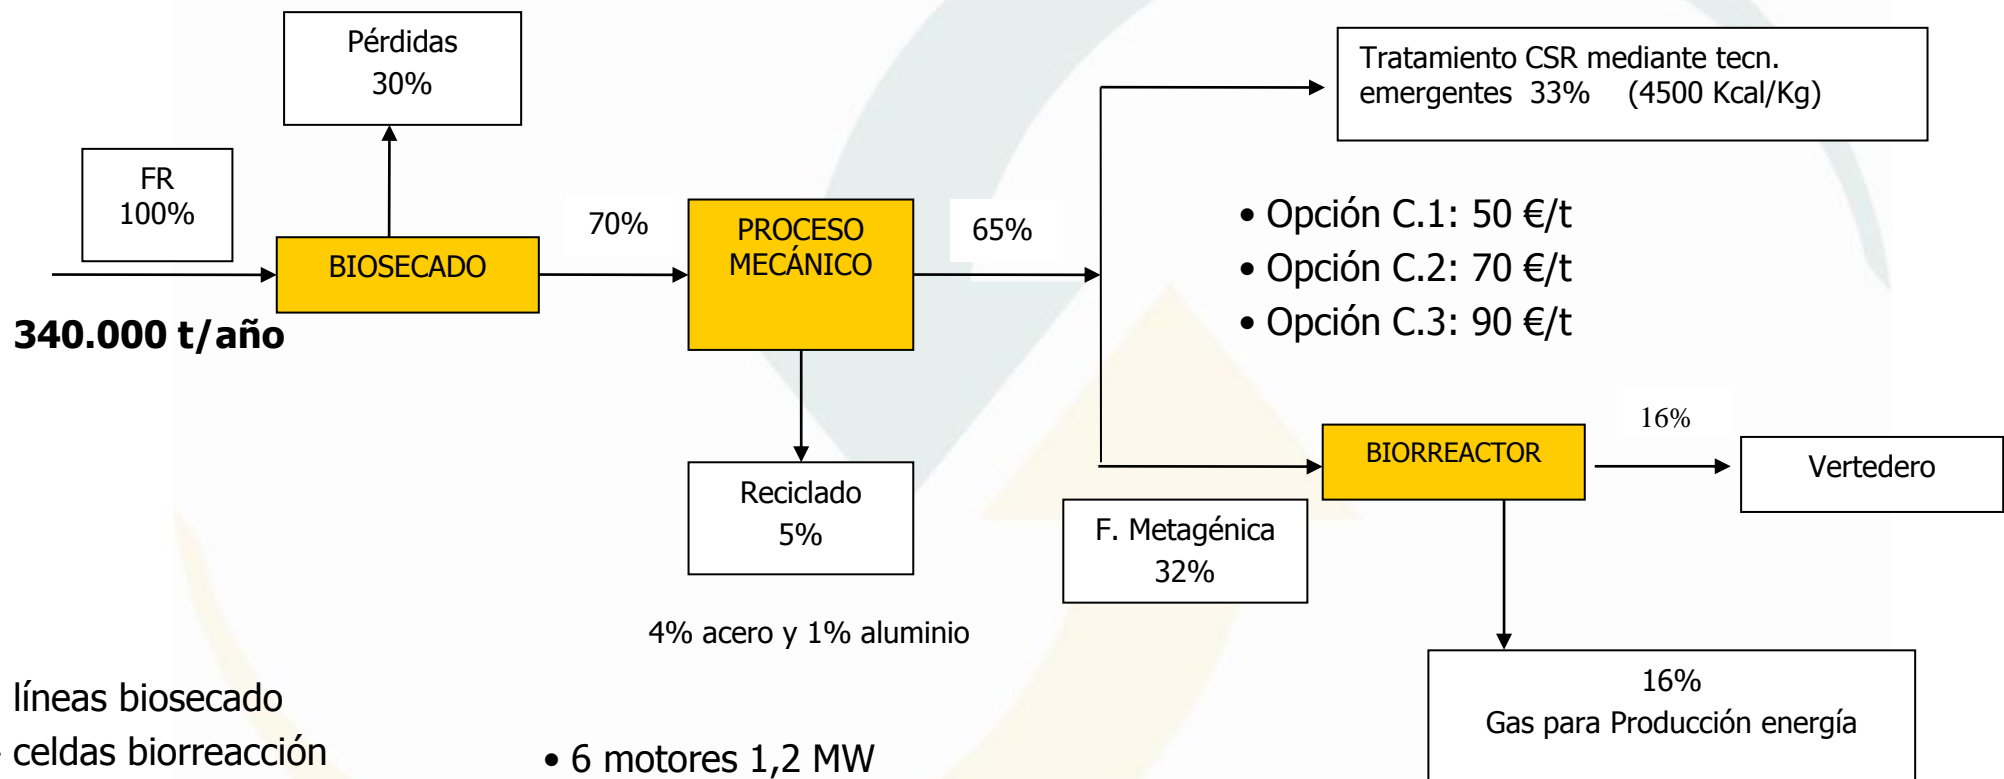 Pérdidas
30%
Tratamiento CSR mediante tecn.
emergentes 33% (4500 Kcal/Kg)
FR
100%
BIOSECADO
70%
PROCESO
MECÁNICO
65%
• Opción C.1: 50 €/t
• Opción C.2: 70 €/t
• Opción C.3: 90 €/t
340.000 t/año
Reciclado
5%
4% acero y 1% aluminio
F. Metagénica
32%
BIORREACTOR
16%
Vertedero
16%
Gas para Producción energía
líneas biosecado
celdas biorreacción
• 6 motores 1,2 MW